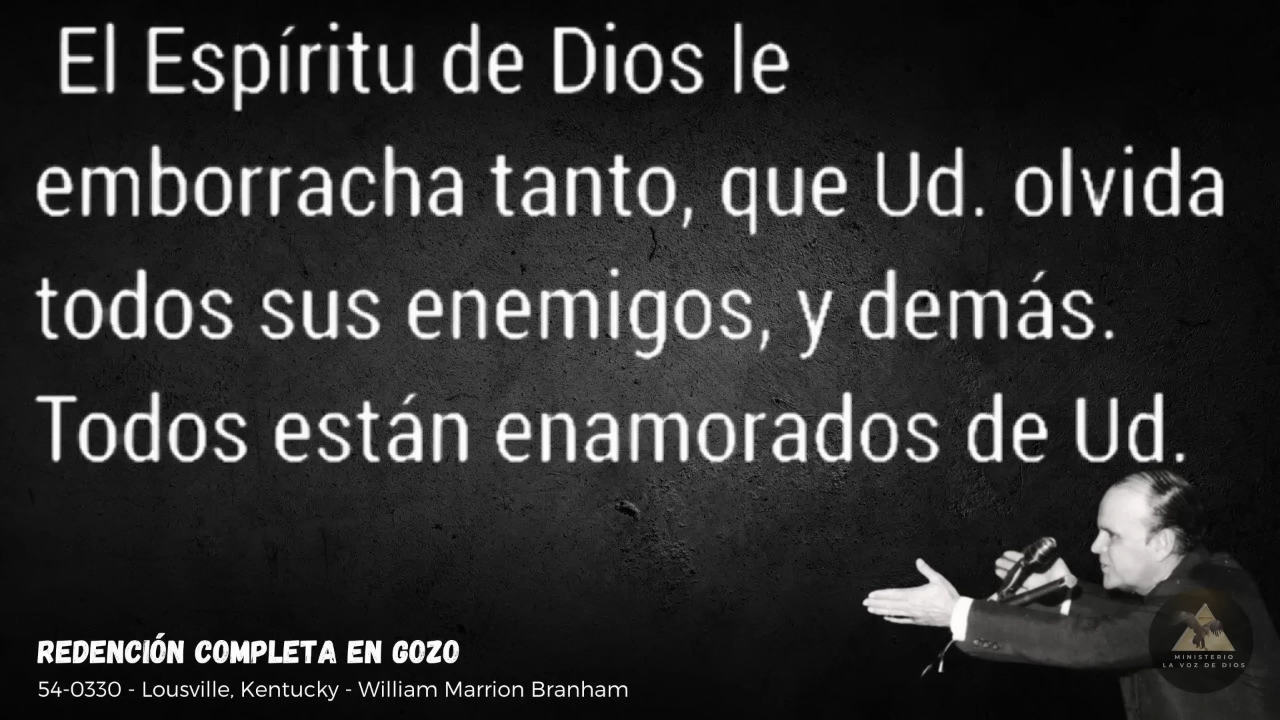 El Espíritu de Dios le
emborracha tanto, que Ud. olvida
todos sus enemigos, y demás.
Todos están enamorados de Ud.
REDENCIÓN COMPLETA EN GOZO
54-0330 - Lousville, Kentucky - William Marrion Branham
MINISTERIO
LA VOZ DE DIOS